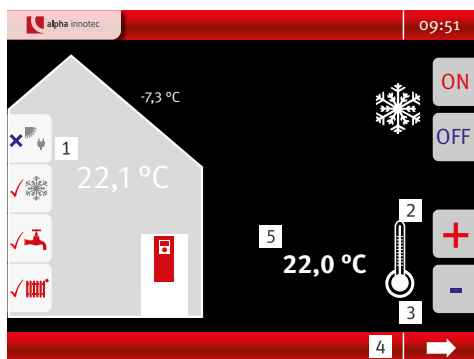 alpha innotec
09:51
-7,3 °C
ON
OFF
1
22,1 °C
2
+
5
22,0 °C
3
-
4